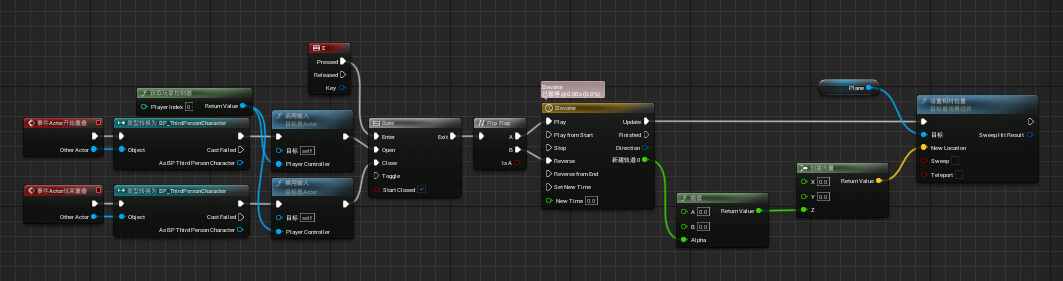 E
Pressed
Released
Key
获取玩家控制器
Player Index 0
Return Value
事件Actor开始重叠
Other Actor
类型转换为 BP_ThirdPersonCharacter
Object
Cast Failed
As BP Third Person Character
启用输入
目标是Actor
目标 self
Player Controller
事件Actor结束重叠
Other Actor
类型转换为 BP_ThirdPersonCharacter
Object
Cast Failed
As BP Third Person Character
禁用输入
目标是Actor
目标 self
Player Controller
Gate
Enter
Exit
Open
Close
Toggle
Start Closed
Flip Flop
A
B
Is A
Elevator
已暂停 @ 0.00 s (0.0 %)
Elevator
Play
Update
Play from Start
Finished
Stop
Direction
Reverse
新建轨道 0
Reverse from End
Set New Time
New Time 0.0
插值
A 0.0
Return Value
B 0.0
Alpha
创建向量
X 0.0
Return Value
Y 0.0
Z
Plane
设置相对位置
目标是场景组件
目标
Sweep Hit Result
New Location
Sweep
Teleport